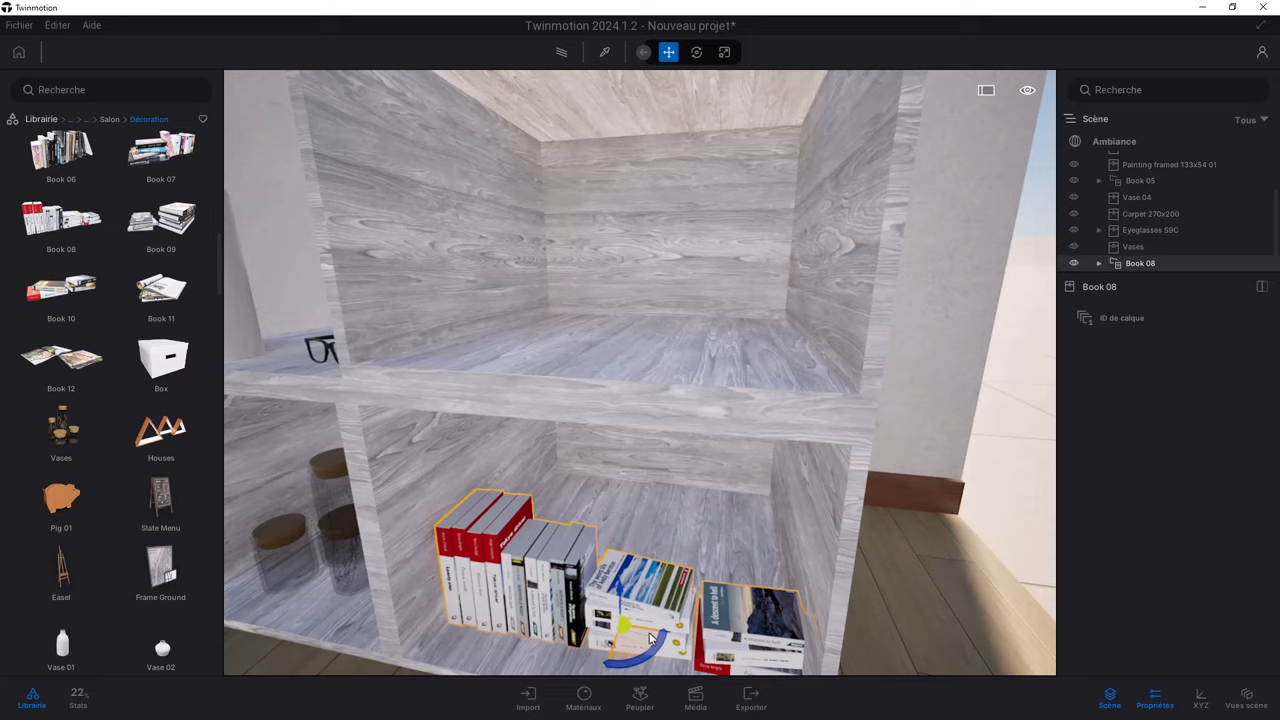 Twinmotion
Fichier Éditer Aide
Twinmotion 2024.1.2 - Nouveau projet*
Recherche
Librairie > ... > ... > Salon > Décoration
Book 06
Book 07
Book 08
Book 09
Book 10
Book 11
Book 12
Box
Vases
Houses
Pig 01
Slate Menu
Easel
Frame Ground
Vase 01
Vase 02
Recherche
Scène
Tous
Ambiance
Painting framed 133x54 01
Book 05
Vase 04
Carpet 270x200
Eyeglasses S9C
Vases
Book 08
Book 08
ID de calque
Librairie
22%
Stats
Import
Matériaux
Peupler
Média
Exporter
Scène
Propriétés
XYZ
Vues scène